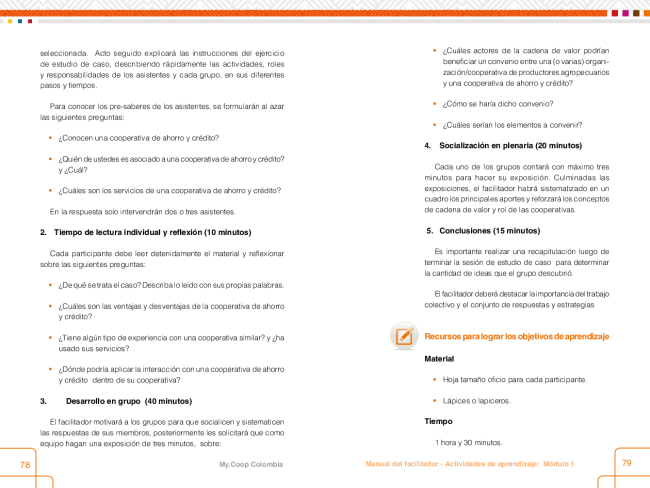 seleccionada. Acto seguido explicará las instrucciones del ejercicio
de estudio de caso, describiendo rápidamente las actividades, roles
y responsabilidades de los asistentes y cada grupo, en sus diferentes
pasos y tiempos.
Para conocer los pre-saberes de los asistentes, se formularán al azar
las siguientes preguntas:
• ¿Conocen una cooperativa de ahorro y crédito?
• ¿Quién de ustedes es asociado a una cooperativa de ahorro y crédito?
y ¿Cuál?
• ¿Cuáles son los servicios de una cooperativa de ahorro y crédito?
En la respuesta solo intervendrán dos o tres asistentes.
2. Tiempo de lectura individual y reflexión (10 minutos)
Cada participante debe leer detenidamente el material y reflexionar
sobre las siguientes preguntas:
• ¿De qué se trata el caso? Describa lo leído con sus propias palabras.
• ¿Cuáles son las ventajas y desventajas de la cooperativa de ahorro
y crédito?
• ¿Tiene algún tipo de experiencia con una cooperativa similar? y ¿ha
usado sus servicios?
• ¿Dónde podría aplicar la interacción con una cooperativa de ahorro
y crédito dentro de su cooperativa?
3. Desarrollo en grupo (40 minutos)
El facilitador motivará a los grupos para que socialicen y sistematicen
las respuestas de sus miembros, posteriormente les solicitará que como
equipo hagan una exposición de tres minutos, sobre:
78
My.Coop Colombia
• ¿Cuáles actores de la cadena de valor podrían
beneficiar un convenio entre una (o varias) organi-
zación/cooperativa de productores agropecuarios
y una cooperativa de ahorro y crédito?
• ¿Cómo se haría dicho convenio?
• ¿Cuáles serían los elementos a convenir?
4. Socialización en plenaria (20 minutos)
Cada uno de los grupos contará con máximo tres
minutos para hacer su exposición. Culminadas las
exposiciones, el facilitador habrá sistematizado en un
cuadro los principales aportes y reforzará los conceptos
de cadena de valor y rol de las cooperativas.
5. Conclusiones (15 minutos)
Es importante realizar una recapitulación luego de
terminar la sesión de estudio de caso para determinar
la cantidad de ideas que el grupo descubrió.
El facilitador deberá destacar la importancia del trabajo
colectivo y el conjunto de respuestas y estrategias
Recursos para lograr los objetivos de aprendizaje
Material
• Hoja tamaño oficio para cada participante.
• Lápices o lapiceros.
Tiempo
1 hora y 30 minutos.
Manual del facilitador - Actividades de aprendizaje: Módulo 1
79